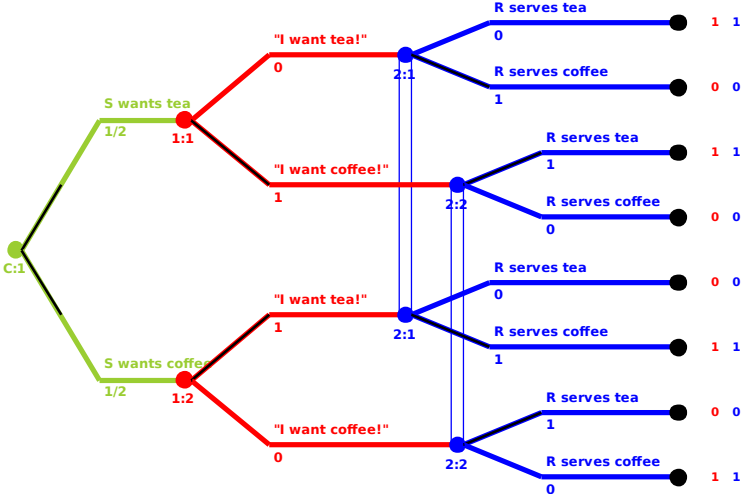 R serves tea
0
1 1
"I want tea!"
0
2:1
R serves coffee
1
0 0
S wants tea
1/2
1:1
R serves tea
1
1 1
"I want coffee!"
1
2:2
R serves coffee
0
0 0
C:1
R serves tea
0
0 0
"I want tea!"
1
2:1
R serves coffee
1
1 1
S wants coffee
1/2
1:2
R serves tea
1
0 0
"I want coffee!"
0
2:2
R serves coffee
0
1 1